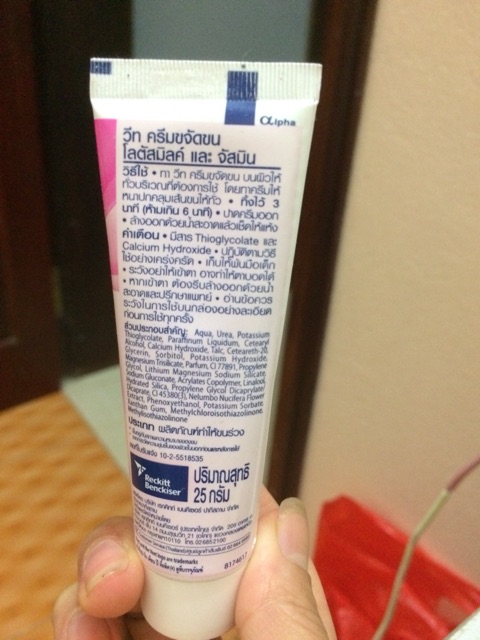 αlpha
วีท ครีมขจัดขน
โลตัสมิลค์ และ จัสมิน
วิธีใช้ • ทา วีท ครีมขจัดขน บนผิวให้
ทั่วบริเวณที่ต้องการใช้ โดยทาครีมให้
หนาปกคลุมเส้นขนให้ทั่ว • ทิ้งไว้ 3
นาที (ห้ามเกิน 6 นาที) • ปาดครีมออก
• ล้างออกด้วยน้ำสะอาดแล้วเช็ดให้แห้ง
คำเตือน • มีสาร Thioglycolate และ
Calcium Hydroxide • ปฏิบัติตามวิธี
ใช้อย่างเคร่งครัด • เก็บให้พ้นมือเด็ก
• ระวังอย่าให้เข้าตา อาจทำให้ตาบอดได้
• หากเข้าตา ต้องรีบล้างออกด้วยน้ำ
สะอาดและปรึกษาแพทย์ • อ่านข้อควร
ระวังในการใช้บนกล่องอย่างละเอียด
ก่อนการใช้ทุกครั้ง
ส่วนประกอบสำคัญ: Aqua, Urea, Potassium
Thioglycolate, Paraffinum Liquidum, Cetearyl
Alcohol, Calcium Hydroxide, Talc, Ceteareth-20,
Glycerin, Sorbitol, Potassium Hydroxide,
Magnesium Trisilicate, Parfum, CI 77891, Propylene
Glycol, Lithium Magnesium Sodium Silicate,
Sodium Gluconate, Acrylates Copolymer, Linalool,
Hydrated Silica, Propylene Glycol Dicaprylate/
Dicaprate, CI 45380(3), Nelumbo Nucifera Flower
Extract, Phenoxyethanol, Potassium Sorbate,
Xanthan Gum, Methylchloroisothiazolinone,
Methylisothiazolinone
ประเภท ผลิตภัณฑ์ทำให้ขนร่วง
เลขที่ใบรับแจ้ง 10-2-5518535
Reckitt
Benckiser
ปริมาณสุทธิ
25 กรัม
8174637